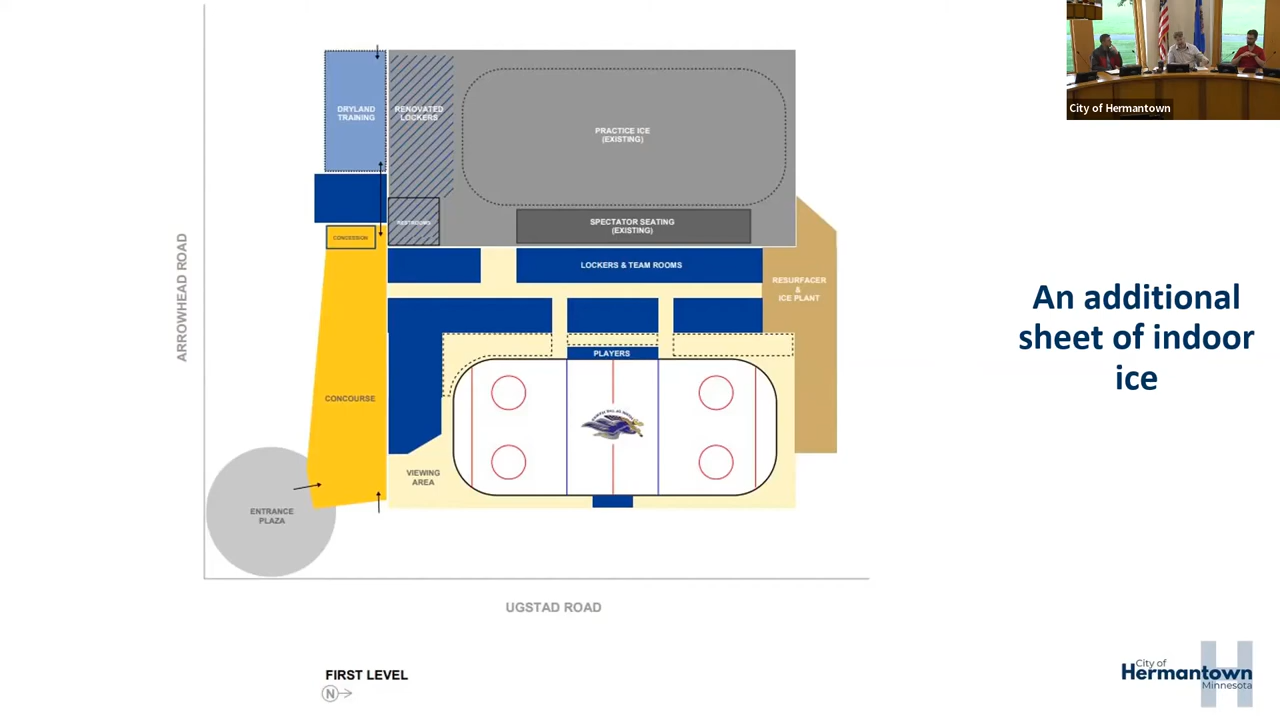 City of Hermantown
DRYLAND
TRAINING
RENOVATED
LOCKERS
PRACTICE ICE
(EXISTING)
RESTROOMS
SPECTATOR SEATING
(EXISTING)
CONCESSION
LOCKERS & TEAM ROOMS
RESURFACER
&
ICE PLANT
PLAYERS
CONCOURSE
VIEWING
AREA
ENTRANCE
PLAZA
ARROWHEAD ROAD
UGSTAD ROAD
FIRST LEVEL
N
An additional
sheet of indoor
ice
H
City of
Hermantown
Minnesota